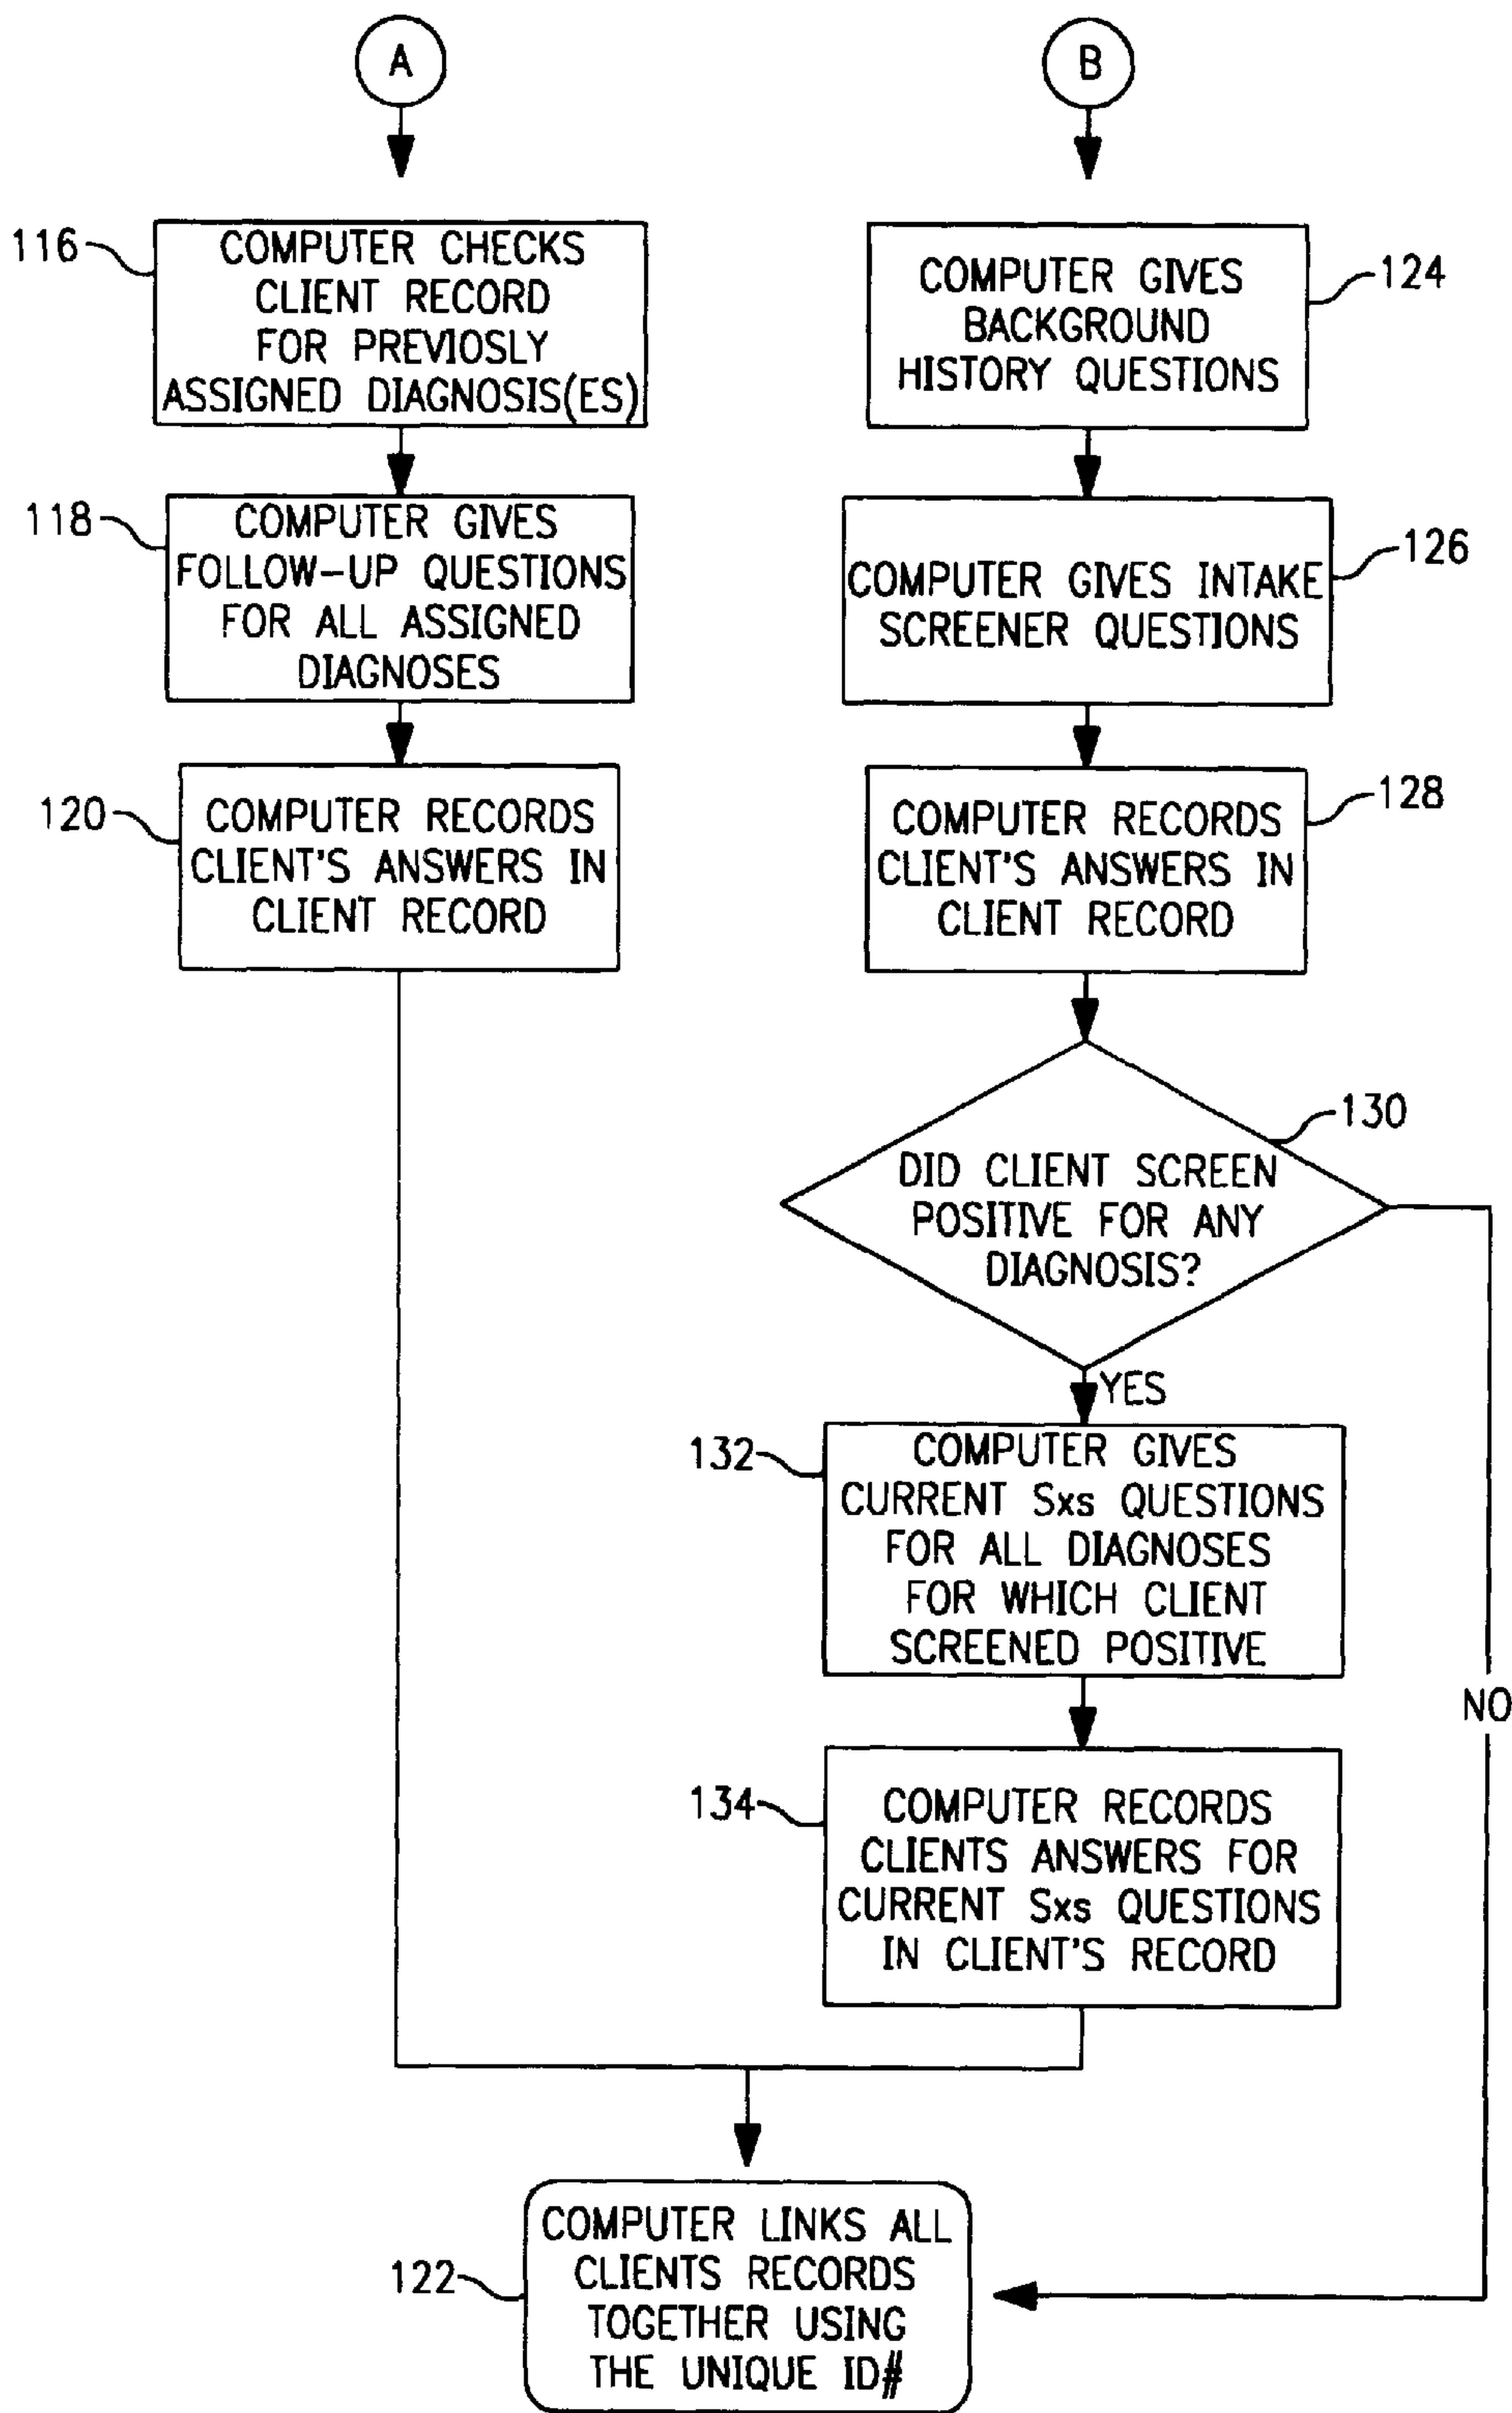 A
116
COMPUTER CHECKS
CLIENT RECORD
FOR PREVIOSLY
ASSIGNED DIAGNOSIS(ES)
118
COMPUTER GIVES
FOLLOW-UP QUESTIONS
FOR ALL ASSIGNED
DIAGNOSES
120
COMPUTER RECORDS
CLIENT'S ANSWERS IN
CLIENT RECORD
B
124
COMPUTER GIVES
BACKGROUND
HISTORY QUESTIONS
126
COMPUTER GIVES INTAKE
SCREENER QUESTIONS
128
COMPUTER RECORDS
CLIENT'S ANSWERS IN
CLIENT RECORD
130
DID CLIENT SCREEN
POSITIVE FOR ANY
DIAGNOSIS?
YES
132
COMPUTER GIVES
CURRENT Sxs QUESTIONS
FOR ALL DIAGNOSES
FOR WHICH CLIENT
SCREENED POSITIVE
NO
134
COMPUTER RECORDS
CLIENTS ANSWERS FOR
CURRENT Sxs QUESTIONS
IN CLIENT'S RECORD
122
COMPUTER LINKS ALL
CLIENTS RECORDS
TOGETHER USING
THE UNIQUE ID#